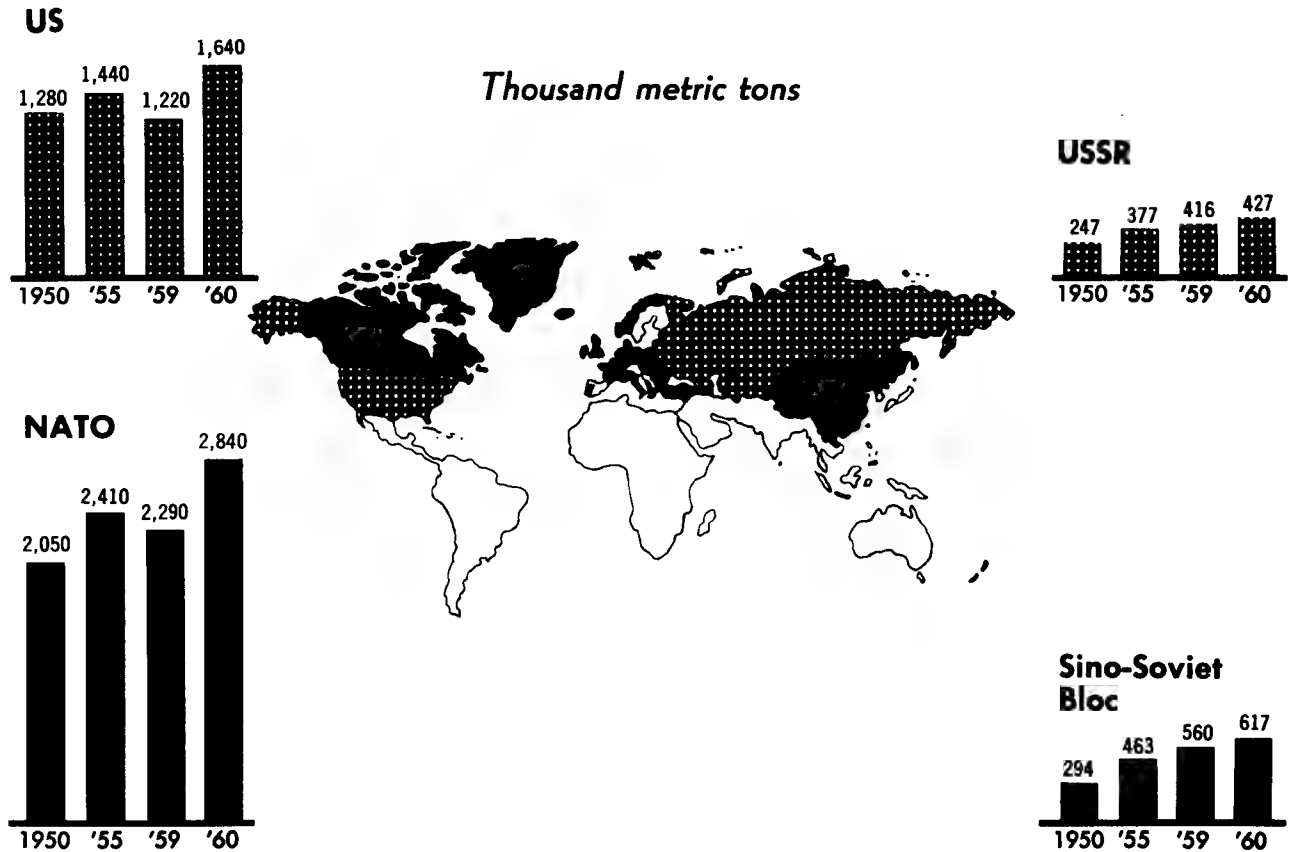 US
1,280 1,440 1,220 1,640
1950 '55 '59 '60
Thousand metric tons
USSR
247 377 416 427
1950 '55 '59 '60
NATO
2,050 2,410 2,290 2,840
1950 '55 '59 '60
Sino-Soviet
Bloc
294 463 560 617
1950 '55 '59 '60